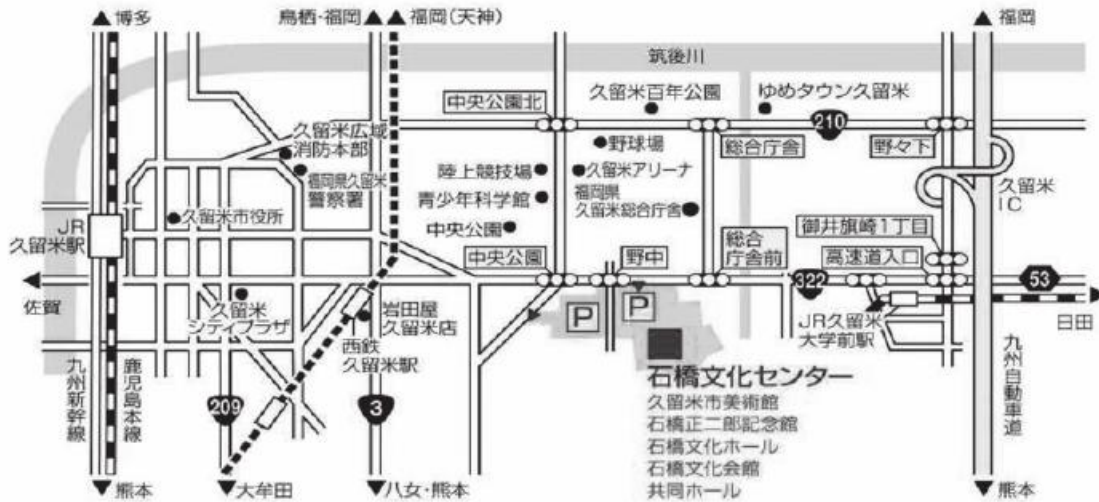 博多
鳥栖・福岡
福岡(天神)
福岡
筑後川
中央公園北
久留米百年公園
ゆめタウン久留米
210
久留米広域
消防本部
野球場
総合庁舎
野々下
福岡県久留米
警察署
陸上競技場
久留米アリーナ
青少年科学館
福岡県
久留米総合庁舎
久留米
IC
久留米市役所
JR
久留米駅
中央公園
御井旗崎1丁目
中央公園
野中
総合
庁舎前
高速道入口
322
53
佐賀
久留米
シティプラザ
岩田屋
久留米店
P
P
JR久留米
大学前駅
日田
西鉄
久留米駅
九州新幹線
鹿児島本線
209
3
九州自動車道
石橋文化センター
久留米市美術館
石橋正二郎記念館
石橋文化ホール
石橋文化会館
共同ホール
熊本
大牟田
八女・熊本
熊本